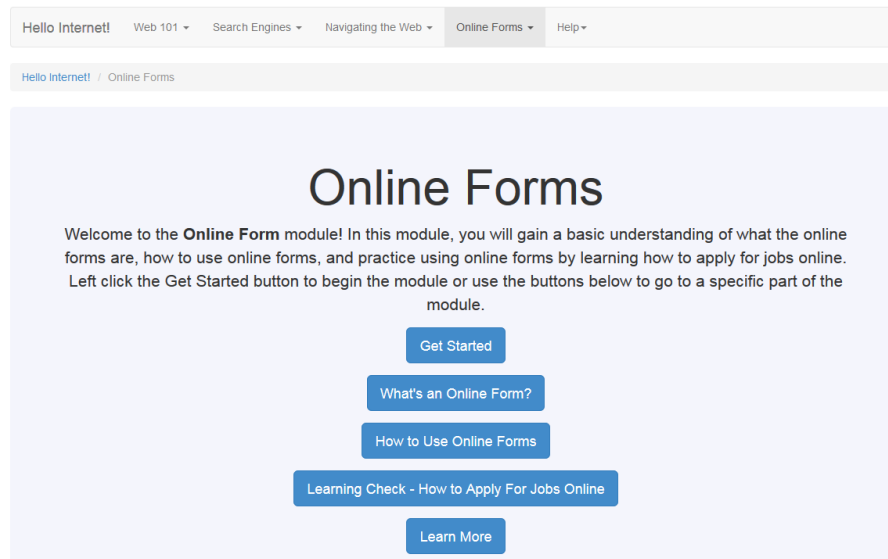 Hello Internet! Web 101 Search Engines Navigating the Web Online Forms Help
Hello Internet! / Online Forms
Online Forms
Welcome to the Online Form module! In this module, you will gain a basic understanding of what the online
forms are, how to use online forms, and practice using online forms by learning how to apply for jobs online.
Left click the Get Started button to begin the module or use the buttons below to go to a specific part of the
module.
Get Started
What's an Online Form?
How to Use Online Forms
Learning Check - How to Apply For Jobs Online
Learn More